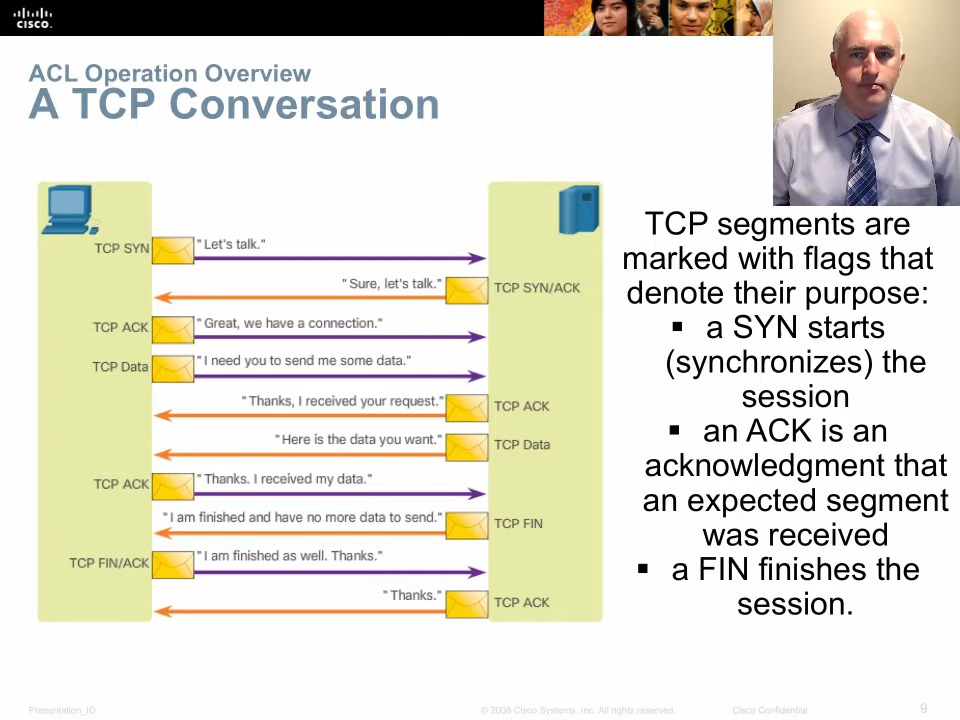 CISCO.
ACL Operation Overview
A TCP Conversation
TCP SYN
" Let's talk."
" Sure, let's talk."
TCP SYN/ACK
TCP ACK
"Great, we have a connection."
TCP Data
"I need you to send me some data."
"Thanks, I received your request."
TCP ACK
"Here is the data you want."
TCP Data
TCP ACK
"Thanks. I received my data."
"I am finished and have no more data to send."
TCP FIN
TCP FIN/ACK
"I am finished as well. Thanks."
" Thanks."
TCP ACK
TCP segments are
marked with flags that
denote their purpose:
▪ a SYN starts
(synchronizes) the
session
▪ an ACK is an
acknowledgment that
an expected segment
was received
▪ a FIN finishes the
session.
Presentation_ID
© 2008 Cisco Systems, Inc. All rights reserved.
Cisco Confidential
9